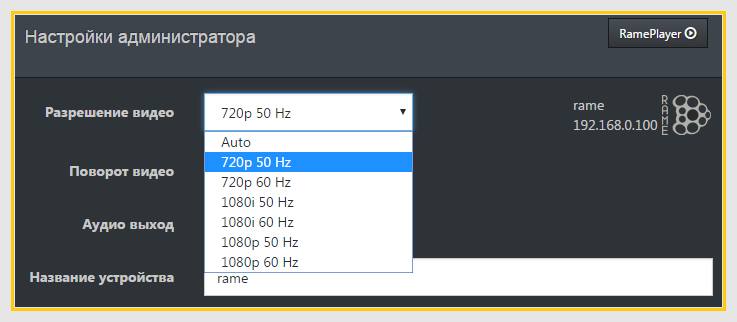 Настройки администратора
RamePlayer
Разрешение видео
720p 50 Hz
rame
192.168.0.100
RAME
Auto
720p 50 Hz
Поворот видео
720p 60 Hz
1080i 50 Hz
1080i 60 Hz
Аудио выход
1080p 50 Hz
1080p 60 Hz
Название устройства
rame